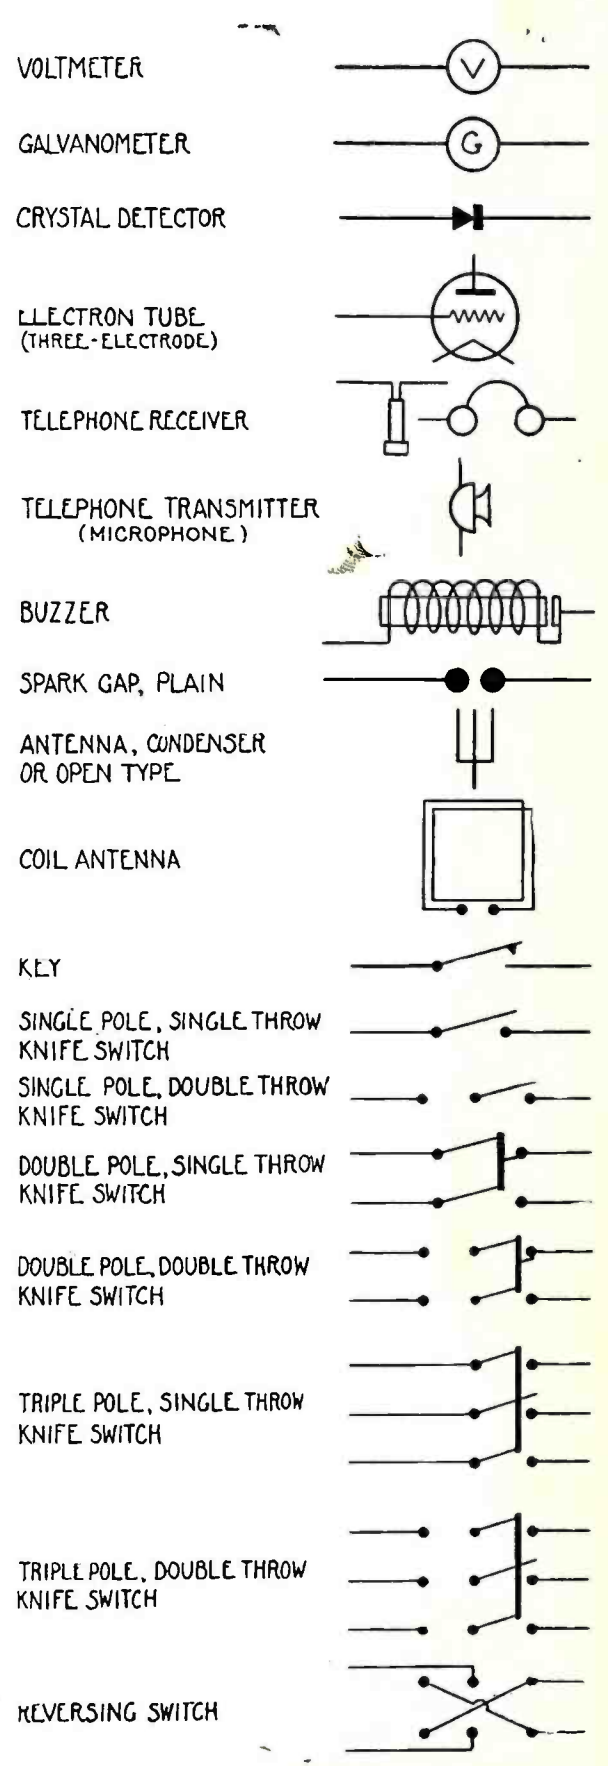 VOLTMETER
V
GALVANOMETER
G
CRYSTAL DETECTOR
ELECTRON TUBE
(THREE-ELECTRODE)
TELEPHONE RECEIVER
TELEPHONE TRANSMITTER
(MICROPHONE)
BUZZER
SPARK GAP, PLAIN
ANTENNA, CONDENSER
OR OPEN TYPE
COIL ANTENNA
KEY
SINGLE POLE, SINGLE THROW
KNIFE SWITCH
SINGLE POLE, DOUBLE THROW
KNIFE SWITCH
DOUBLE POLE, SINGLE THROW
KNIFE SWITCH
DOUBLE POLE, DOUBLE THROW
KNIFE SWITCH
TRIPLE POLE, SINGLE THROW
KNIFE SWITCH
TRIPLE POLE, DOUBLE THROW
KNIFE SWITCH
REVERSING SWITCH